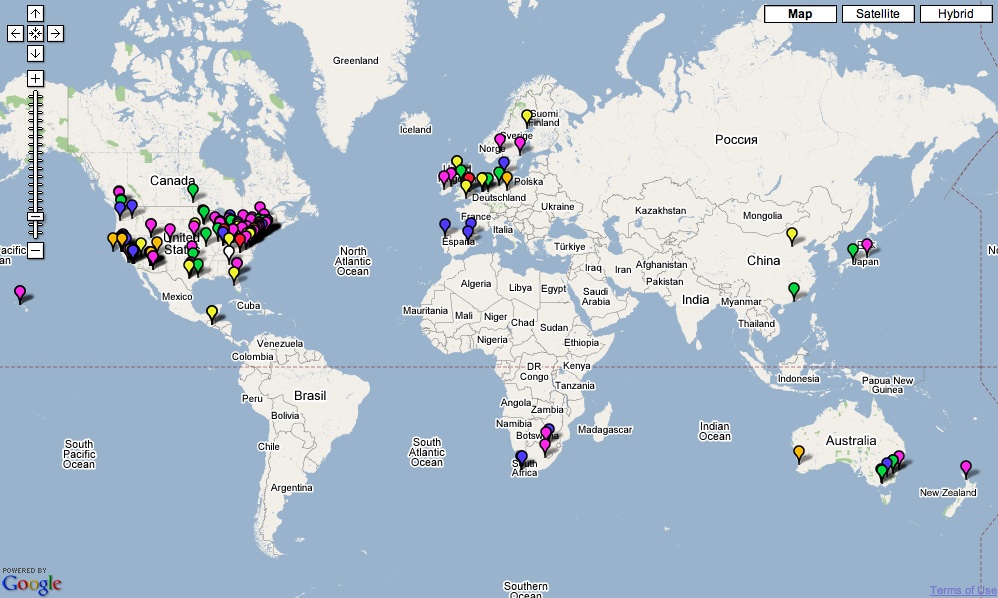 Map
Satellite
Hybrid
Greenland
Iceland
Suomi
Finland
Sverige
Norge
Россия
Canada
Polska
Deutschland
Ukraine
Kazakhstan
Mongolia
France
Italia
España
Türkiye
North
Atlantic
Ocean
United
States
China
Japan
Iraq
Iran
Afghanistan
Pakistan
Algeria
Libya
Egypt
Saudi
Arabia
India
Myanmar
Mexico
Cuba
Mauritania
Mali
Niger
Chad
Sudan
Thailand
Nigeria
Ethiopia
Venezuela
Colombia
DR
Congo
Kenya
Tanzania
Indonesia
Papua New
Guinea
Peru
Brasil
Angola
Zambia
Bolivia
Namibia
Botswana
Madagascar
Indian
Ocean
Australia
South
Pacific
Ocean
Chile
South
Atlantic
Ocean
South
Africa
Argentina
New Zealand
POWERED BY
Google
Southern
Ocean
Terms of Use